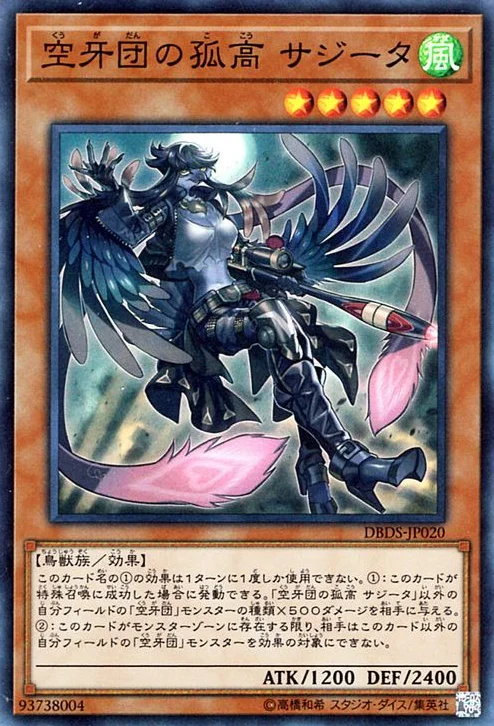 空牙団の孤高 サジータ
風
DBDS-JP020
【鳥獣族／効果】
このカード名の①の効果は1ターンに1度しか使用できない。①：このカードが
特殊召喚に成功した場合に発動できる。「空牙団の孤高 サジータ」以外の
自分フィールドの「空牙団」モンスターの種類×500ダメージを相手に与える。
②：このカードがモンスターゾーンに存在する限り、相手はこのカード以外の
自分フィールドの「空牙団」モンスターを効果の対象にできない。
ATK/1200 DEF/2400
93738004
©高橋和希 スタジオ・ダイス/集英社